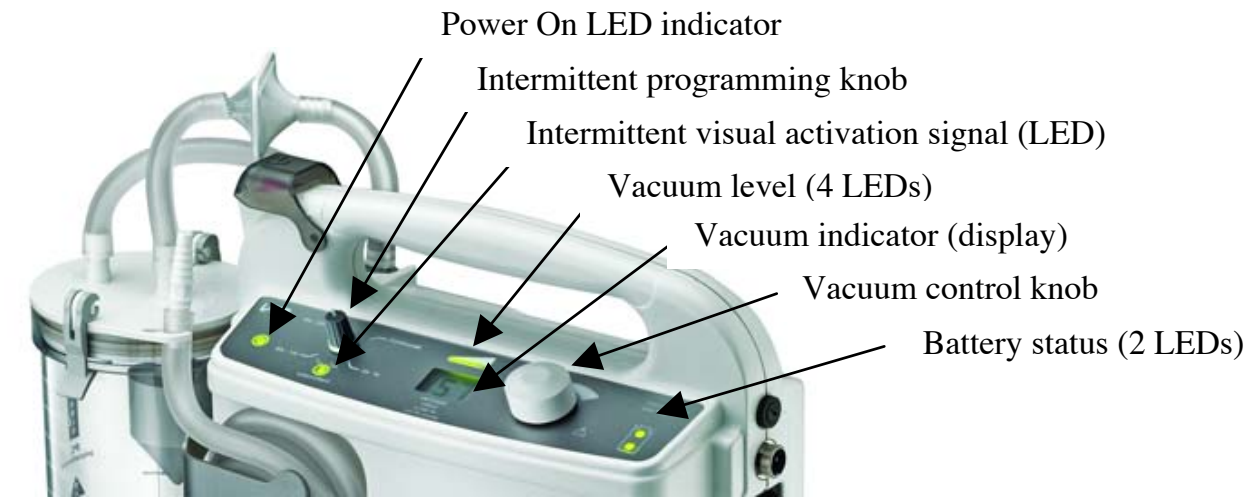 Power On LED indicator
Intermittent programming knob
Intermittent visual activation signal (LED)
Vacuum level (4 LEDs)
Vacuum indicator (display)
Vacuum control knob
Battery status (2 LEDs)